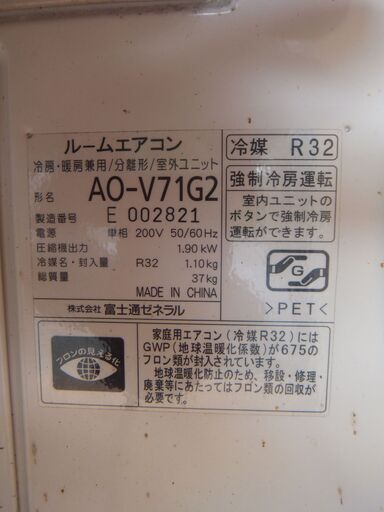 ルームエアコン
冷房・暖房兼用/分離形/室外ユニット
形名 AO-V71G2
製造番号 E 002821
電源 単相 200V 50/60Hz
圧縮機出力 1.90kW
冷媒名・封入量 R32 1.10kg
総質量 37kg
MADE IN CHINA
株式会社 富士通ゼネラル
冷媒 R32
強制冷房運転
室内ユニットの
ボタンで強制冷房
運転ができます。
G
>PET<
フロンの見える化
家庭用エアコン(冷媒R32)には
GWP(地球温暖化係数)が675の
フロン類が封入されています。
地球温暖化防止のため、移設・修理・
廃棄等にあたってはフロン類の回収が
必要です。